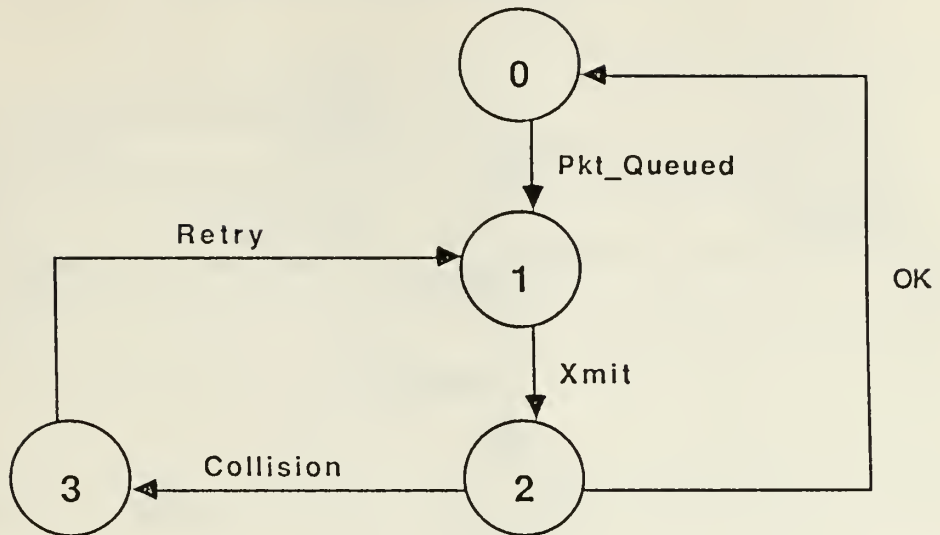 0
Pkt_Queued
Retry
1
OK
Xmit
Collision
3
2